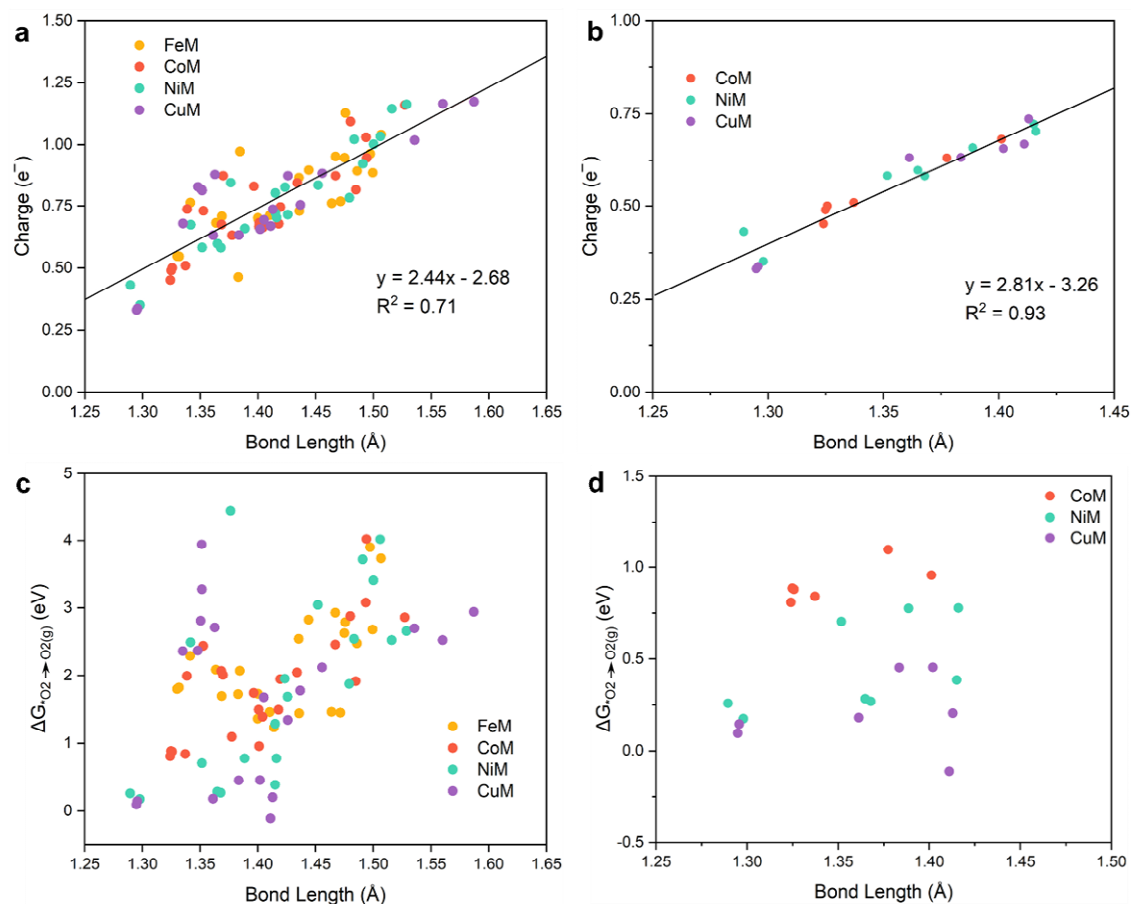 a
FeM
CoM
NiM
CuM
y = 2.44x - 2.68
R² = 0.71
Charge (e⁻)
1.50
1.25
1.00
0.75
0.50
0.25
0.00
1.25 1.30 1.35 1.40 1.45 1.50 1.55 1.60 1.65
Bond Length (Å)
b
CoM
NiM
CuM
y = 2.81x - 3.26
R² = 0.93
Charge (e⁻)
1.00
0.75
0.50
0.25
0.00
1.25 1.30 1.35 1.40 1.45
Bond Length (Å)
c
FeM
CoM
NiM
CuM
ΔG_O2→O2(g) (eV)
5
4
3
2
1
0
1.25 1.30 1.35 1.40 1.45 1.50 1.55 1.60 1.65
Bond Length (Å)
d
CoM
NiM
CuM
ΔG_O2→O2(g) (eV)
1.5
1.0
0.5
0.0
-0.5
1.25 1.30 1.35 1.40 1.45 1.50
Bond Length (Å)